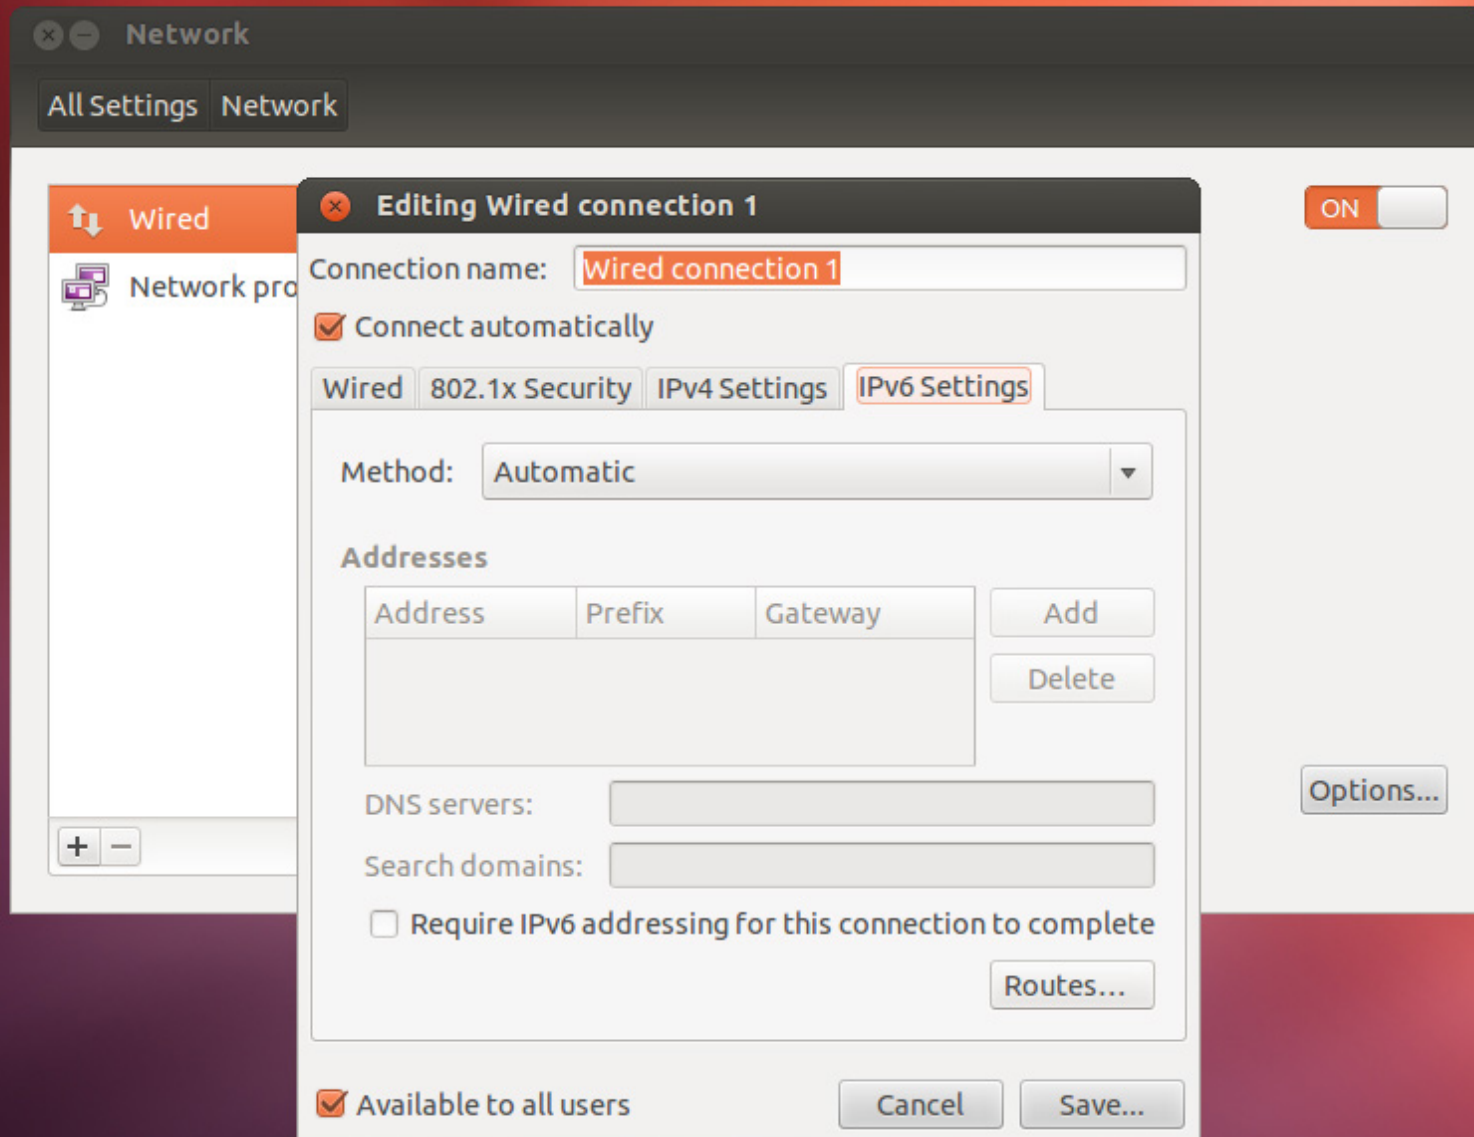 Network
All Settings Network
Wired
Network pro
ON
Options...
Editing Wired connection 1
Connection name: Wired connection 1
Connect automatically
Wired 802.1x Security IPv4 Settings IPv6 Settings
Method: Automatic
Addresses
Address Prefix Gateway
Add
Delete
DNS servers:
Search domains:
Require IPv6 addressing for this connection to complete
Routes...
Available to all users
Cancel Save...